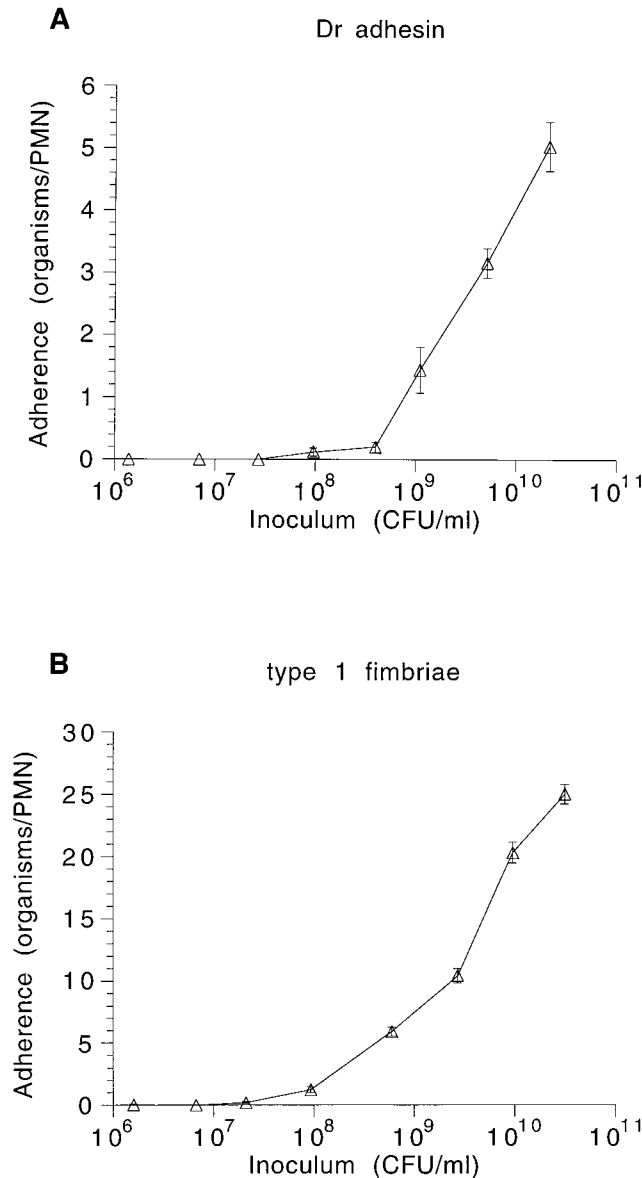 A
Dr adhesin
Adherence (organisms/PMN)
6
5
4
3
2
1
0
10^6 10^7 10^8 10^9 10^10 10^11
Inoculum (CFU/ml)
B
type 1 fimbriae
Adherence (organisms/PMN)
30
25
20
15
10
5
0
10^6 10^7 10^8 10^9 10^10 10^11
Inoculum (CFU/ml)